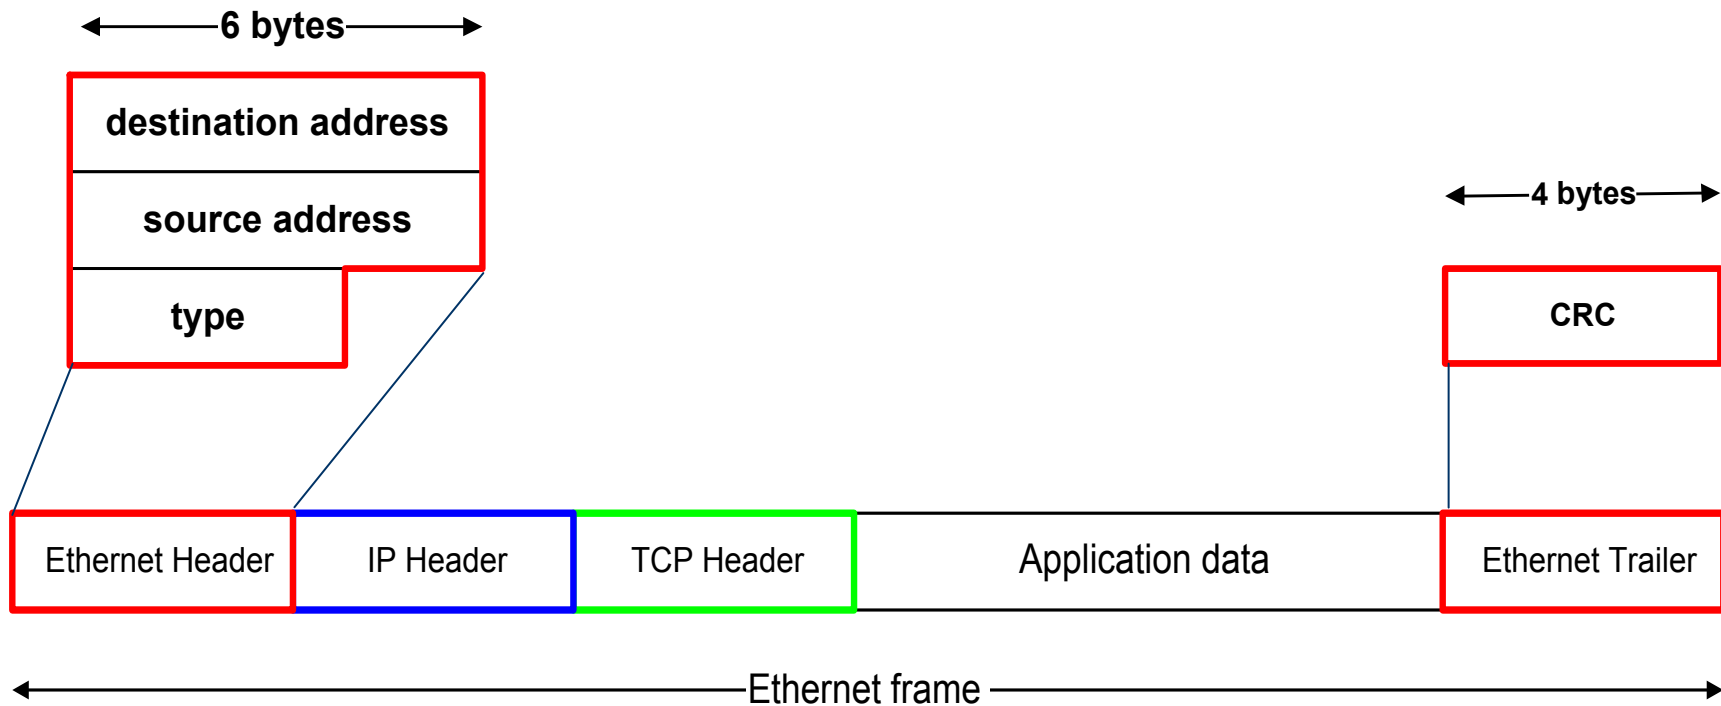 6 bytes
destination address
source address
type
4 bytes
CRC
Ethernet Header
IP Header
TCP Header
Application data
Ethernet Trailer
Ethernet frame